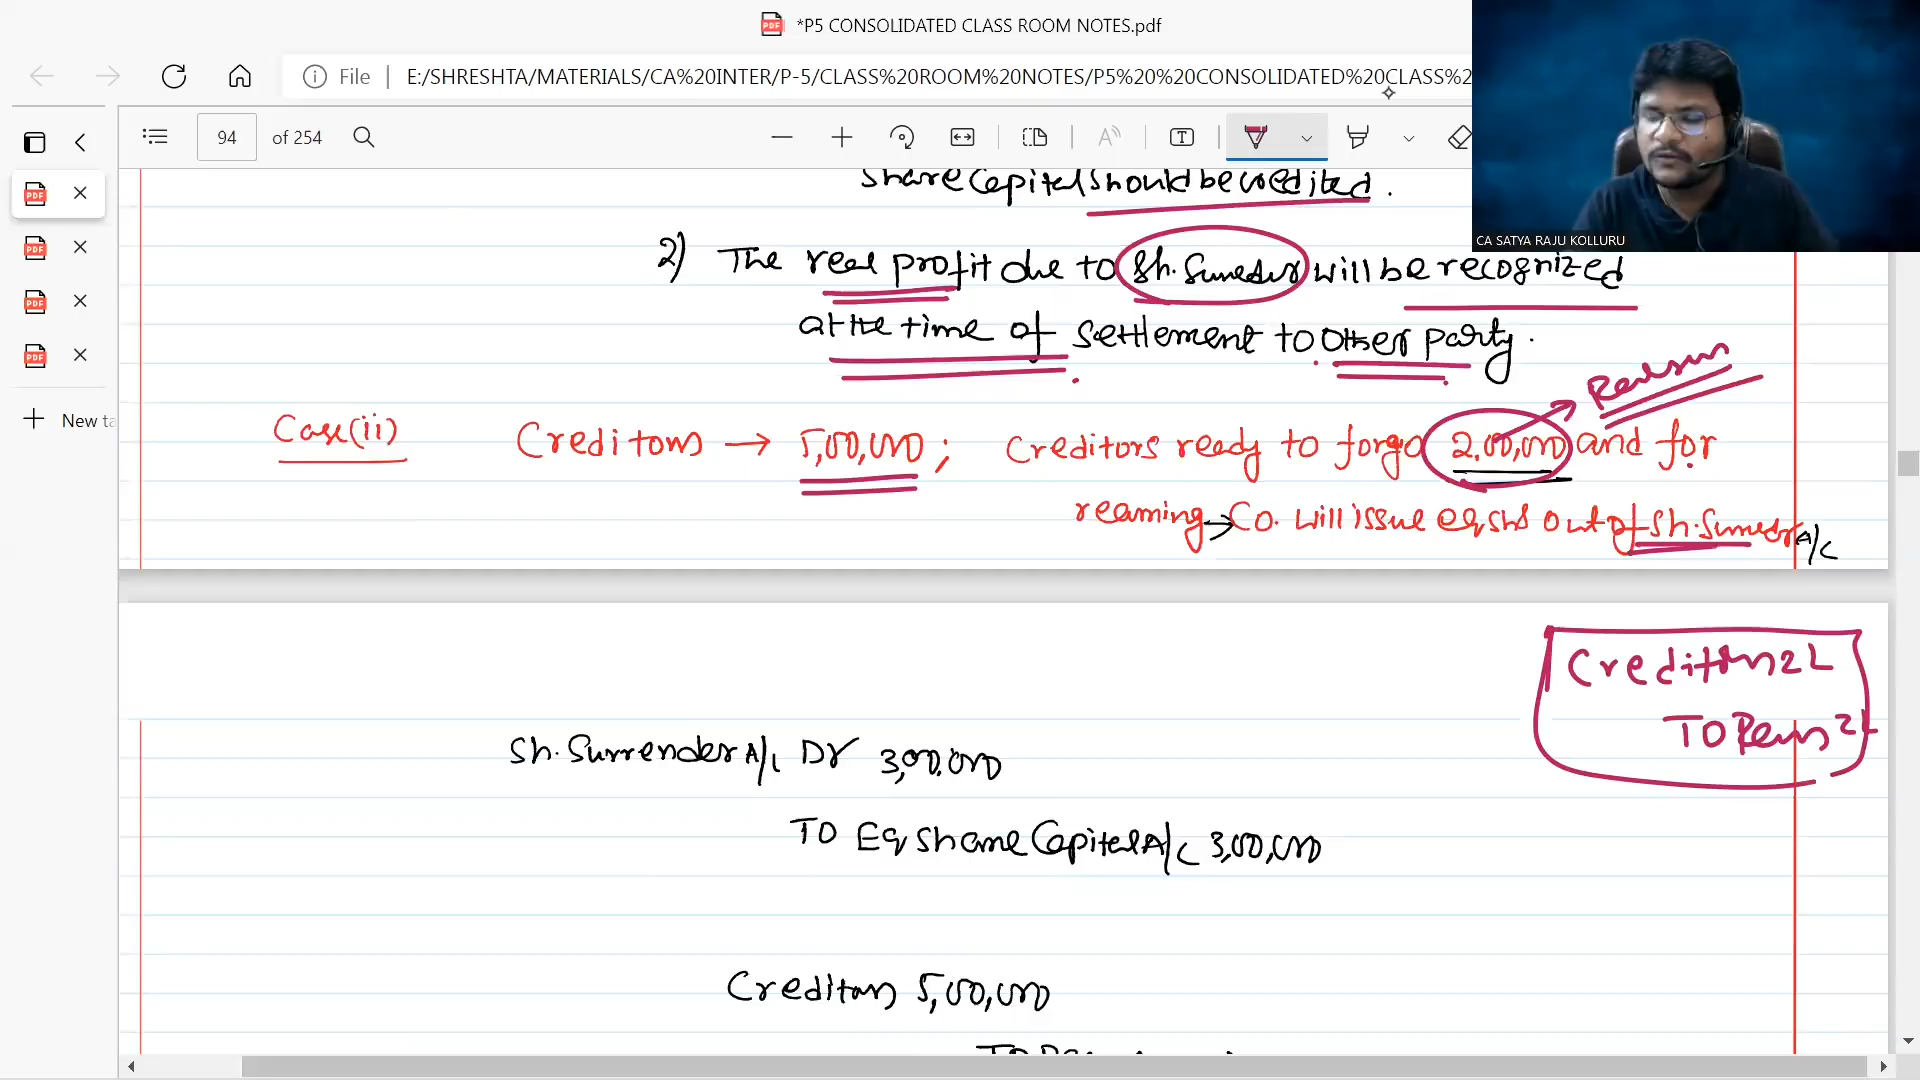 *P5 CONSOLIDATED CLASS ROOM NOTES.pdf
File | E:/SHRESHTA/MATERIALS/CA%20INTER/P-5/CLASS%20ROOM%20NOTES/P5%20%20CONSOLIDATED%20CLASS%2
94 of 254
CA SATYA RAJU KOLLURU
New ta
Share Capital should be credited.
2) The real profit due to Sh. Surrender will be recognized
at the time of settlement to other party.
Case(ii) Creditors → 5,00,000; Creditors ready to forgo 2,00,000 and for
reaming → Co. will issue eq shs out of Sh. Surrender A/c
Creditors 2L
TO 2L
Sh. Surrender A/c Dr 3,00,000
TO Eq Share Capital A/c 3,00,000
Creditors 5,00,000